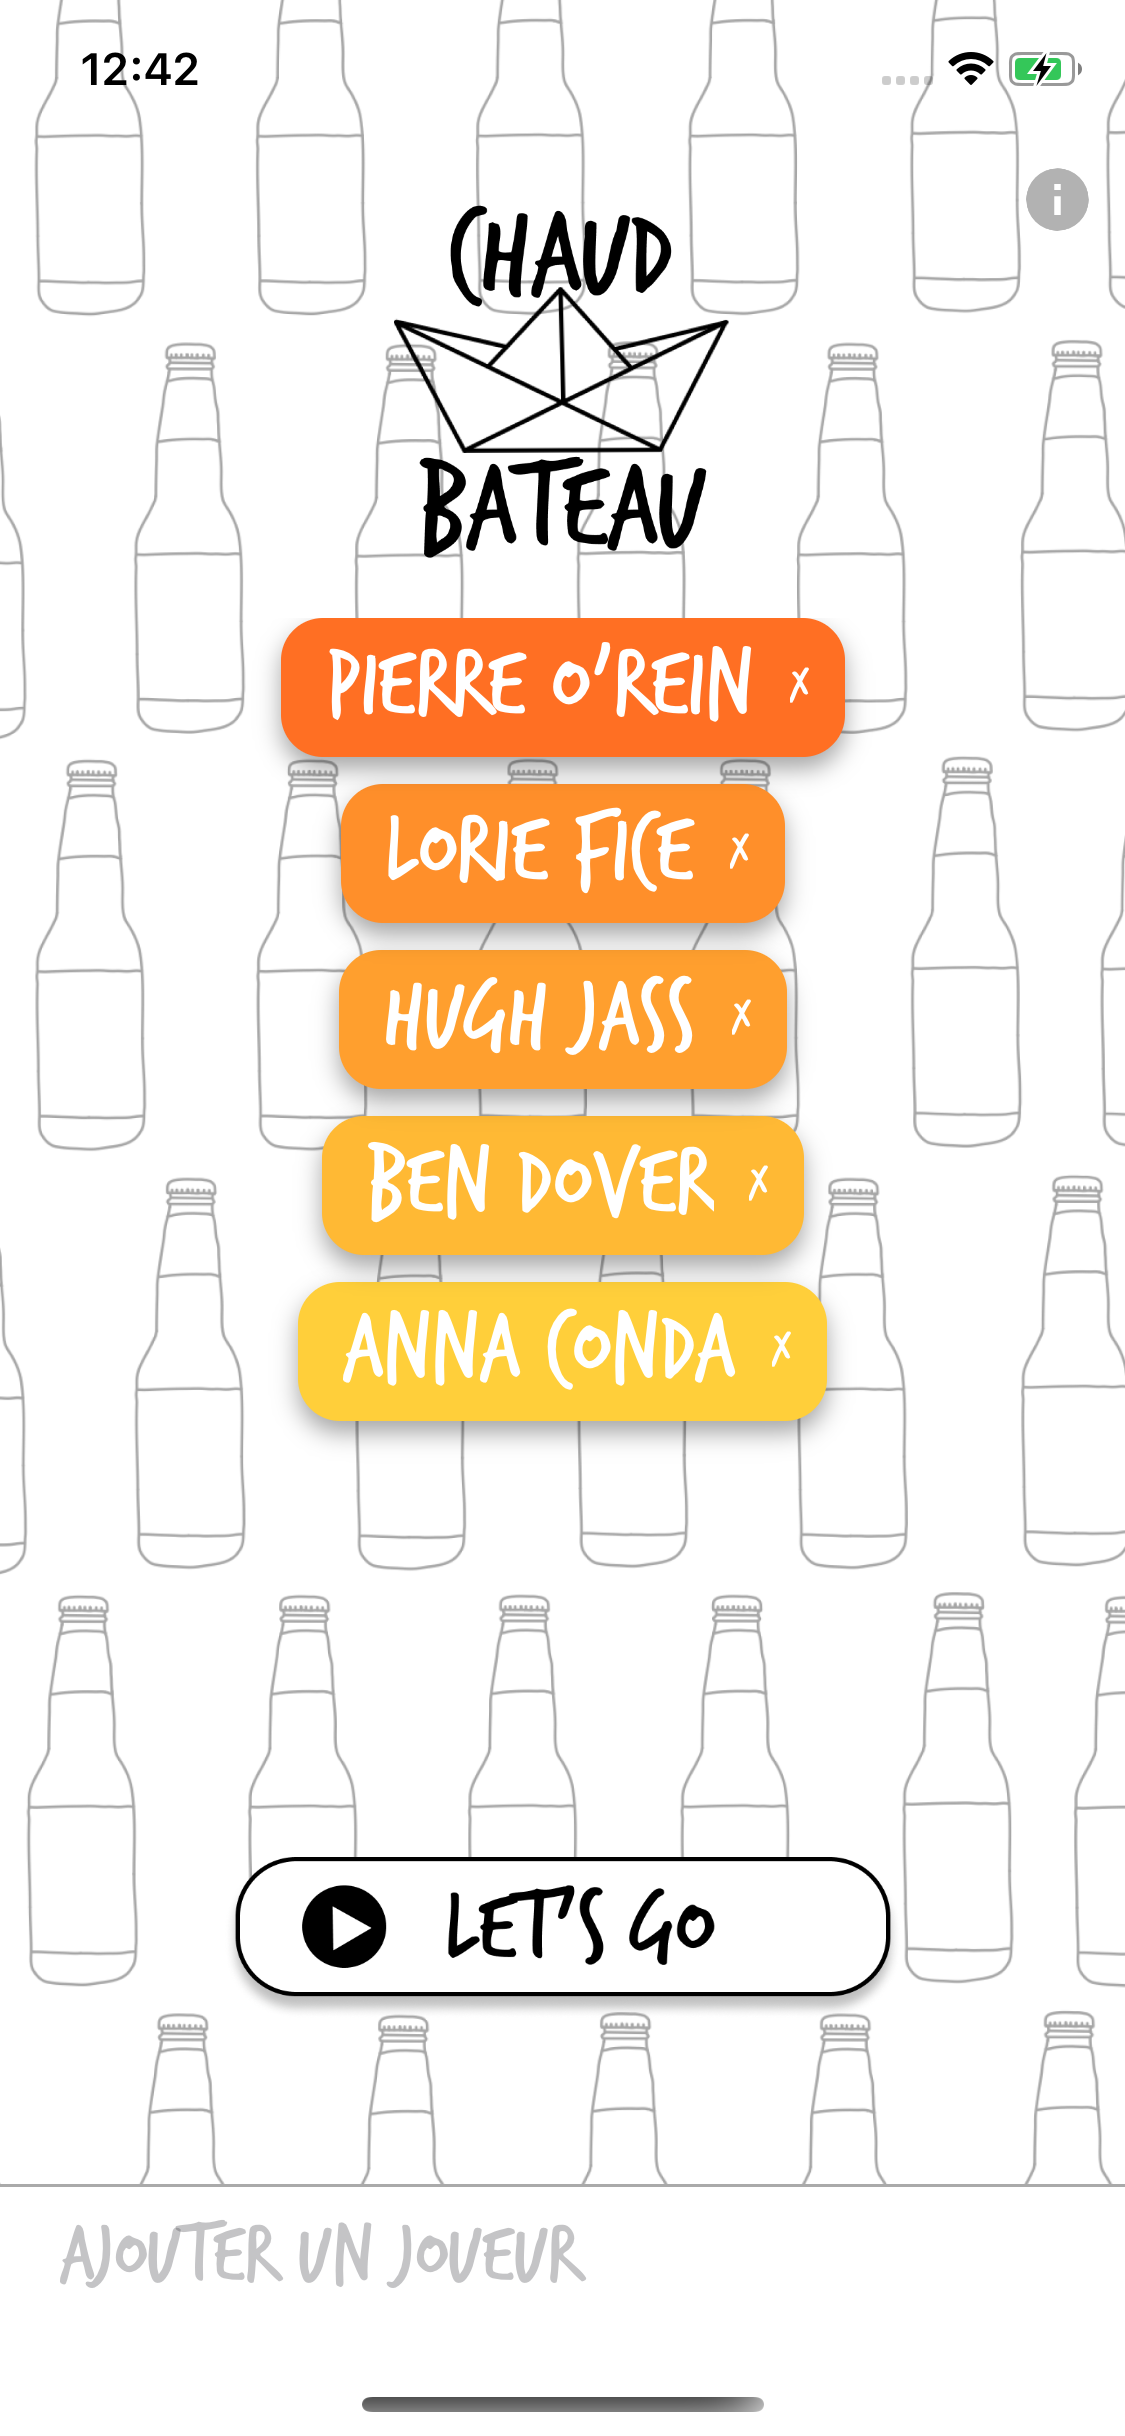 12:42
CHAUD
BATEAU
PIERRE O'REIN x
LORIE FICE x
HUGH JASS x
BEN DOVER x
ANNA CONDA x
LET'S GO
AJOUTER UN JOUEUR